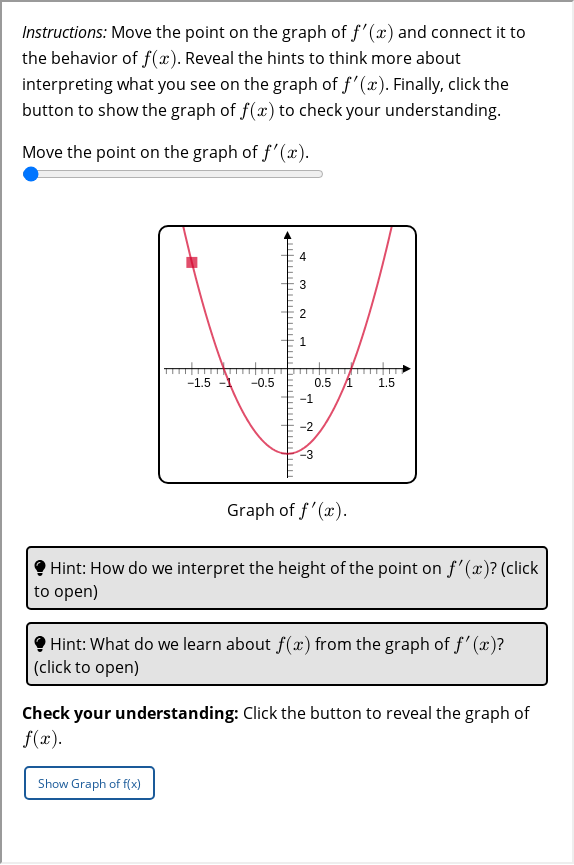 Instructions: Move the point on the graph of f′(x) and connect it to
the behavior of f(x). Reveal the hints to think more about
interpreting what you see on the graph of f′(x). Finally, click the
button to show the graph of f(x) to check your understanding.
Move the point on the graph of f′(x).
4
3
2
1
−1.5 −1 −0.5 0.5 1 1.5
−1
−2
−3
Graph of f′(x).
Hint: How do we interpret the height of the point on f′(x)? (click
to open)
Hint: What do we learn about f(x) from the graph of f′(x)?
(click to open)
Check your understanding: Click the button to reveal the graph of
f(x).
Show Graph of f(x)